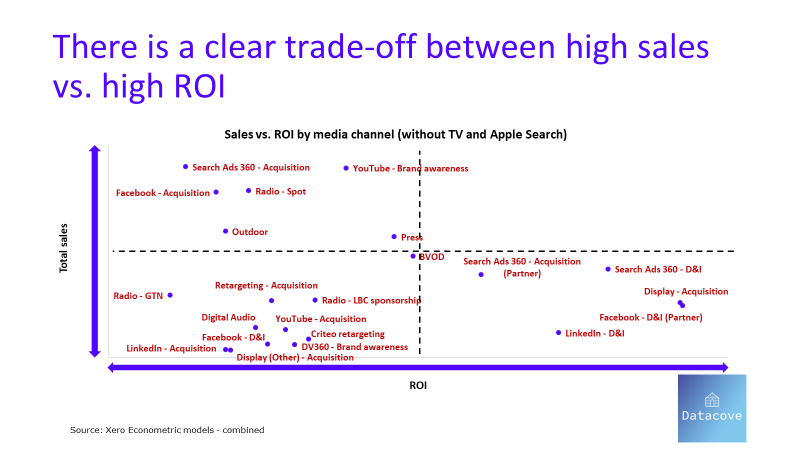 There is a clear trade-off between high sales
vs. high ROI
Sales vs. ROI by media channel (without TV and Apple Search)
Search Ads 360 - Acquisition
YouTube - Brand awareness
Facebook - Acquisition
Radio - Spot
Outdoor
Press
BVOD
Search Ads 360 - Acquisition
(Partner)
Search Ads 360 - D&I
Total sales
Retargeting - Acquisition
Display - Acquisition
Radio - GTN
Radio - LBC sponsorship
Digital Audio
YouTube - Acquisition
Facebook - D&I (Partner)
Facebook - D&I
Criteo retargeting
LinkedIn - D&I
LinkedIn - Acquisition
DV360 - Brand awareness
Display (Other) - Acquisition
ROI
Datacove
Source: Xero Econometric models - combined